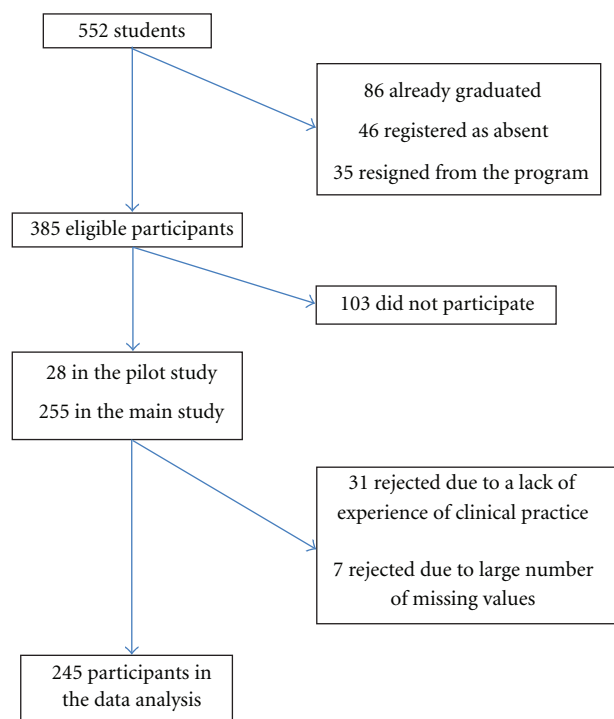 552 students
86 already graduated
46 registered as absent
35 resigned from the program
385 eligible participants
103 did not participate
28 in the pilot study
255 in the main study
31 rejected due to a lack of
experience of clinical practice
7 rejected due to large number
of missing values
245 participants in
the data analysis